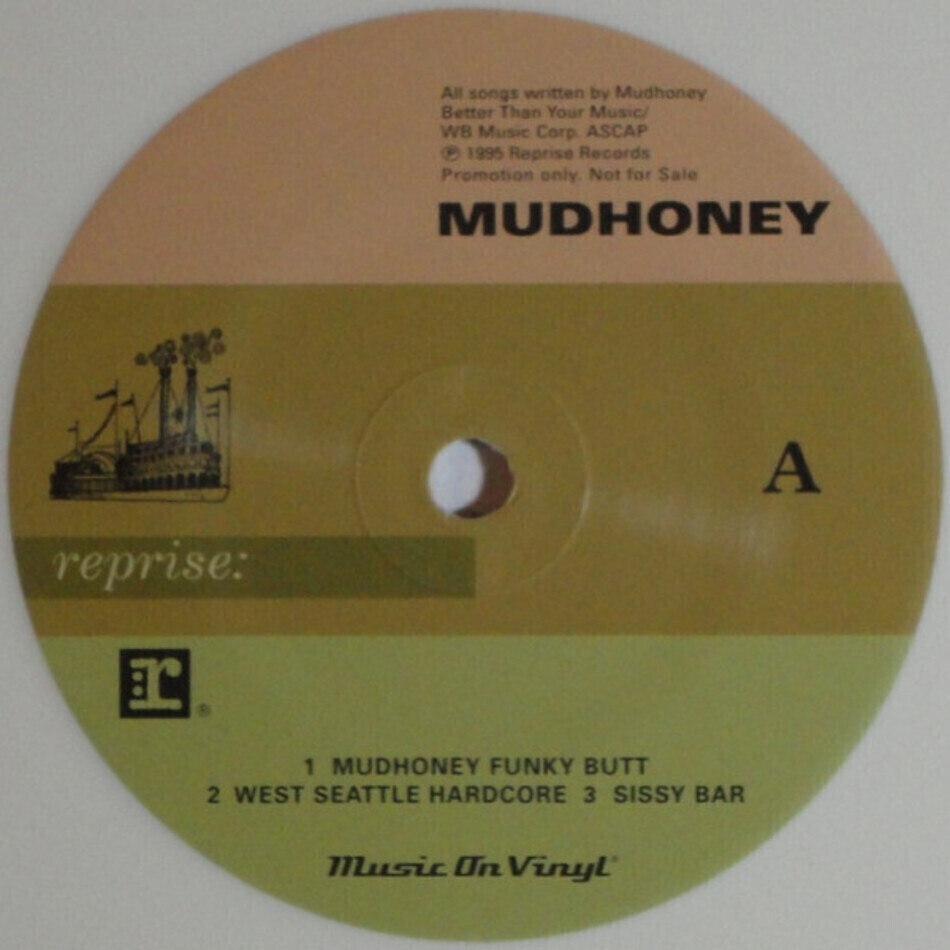 All songs written by Mudhoney
Better Than Your Music/
WB Music Corp. ASCAP
℗ 1995 Reprise Records
Promotion only. Not for Sale
MUDHONEY
A
reprise:
r ®
1 MUDHONEY FUNKY BUTT
2 WEST SEATTLE HARDCORE 3 SISSY BAR
Music On Vinyl®